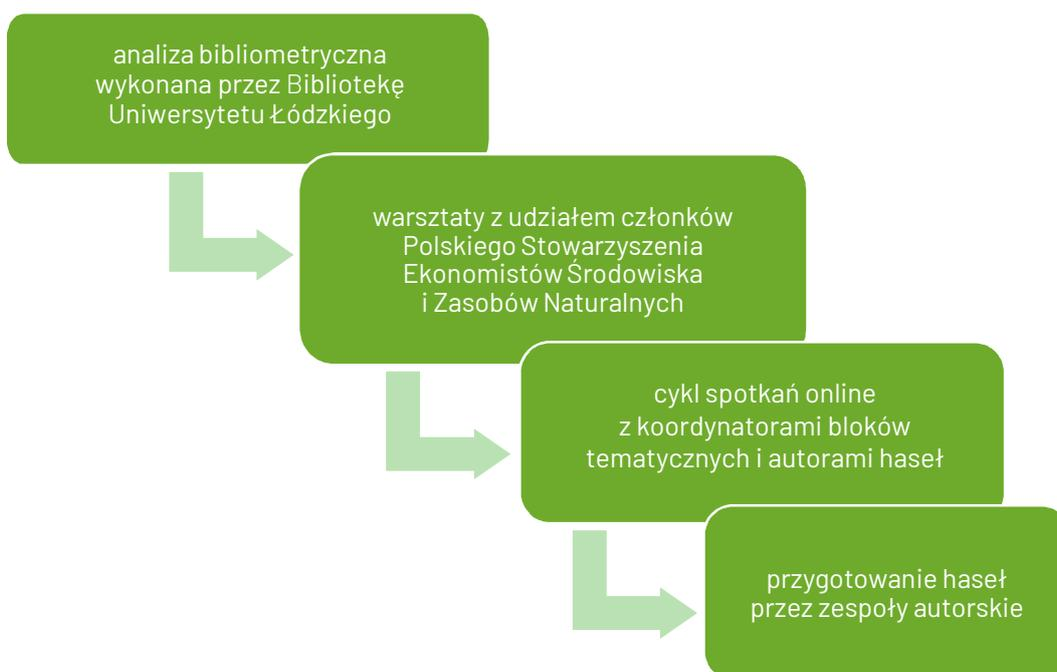 analiza bibliometryczna
wykonana przez Bibliotekę
Uniwersytetu Łódzkiego
warsztaty z udziałem członków
Polskiego Stowarzyszenia
Ekonomistów Środowiska
i Zasobów Naturalnych
cykl spotkań online
z koordynatorami bloków
tematycznych i autorami haseł
przygotowanie haseł
przez zespoły autorskie